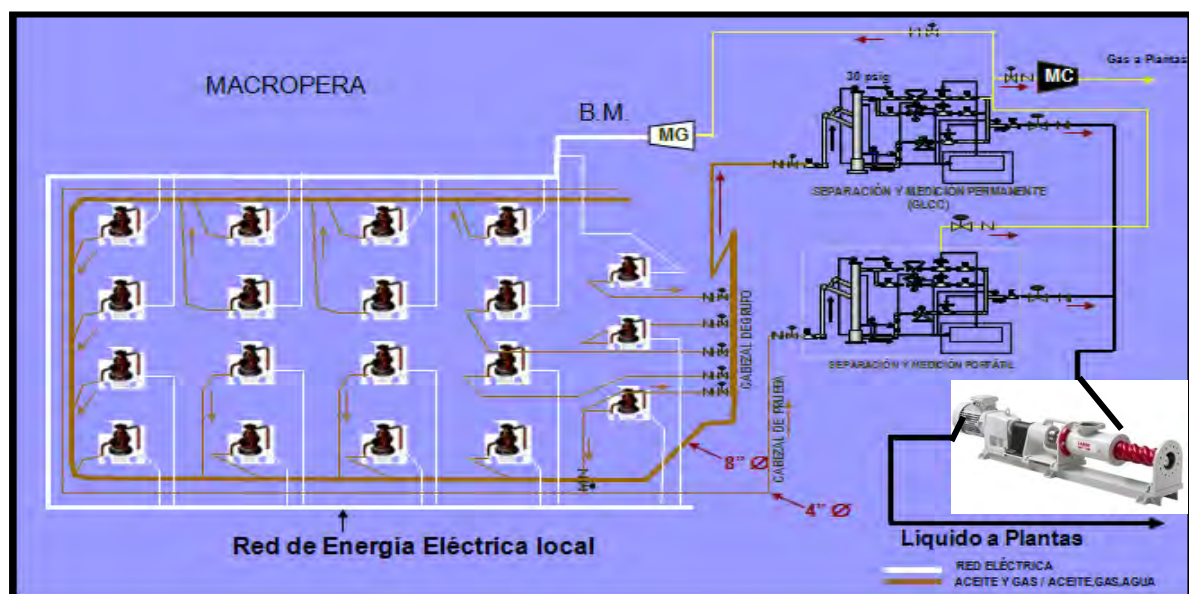 MACROPERA
B.M.
MG
30 psig
MC
Gas a Plantas
SEPARACIÓN Y MEDICIÓN PERMANENTE
(GLCC)
SEPARACIÓN Y MEDICIÓN PORTÁTIL
CABEZAL DE GRUPO
CABEZAL DE PRUEBA
8" Ø
4" Ø
Red de Energía Eléctrica local
Liquido a Plantas
RED ELÉCTRICA
ACEITE Y GAS / ACEITE,GAS,AGUA